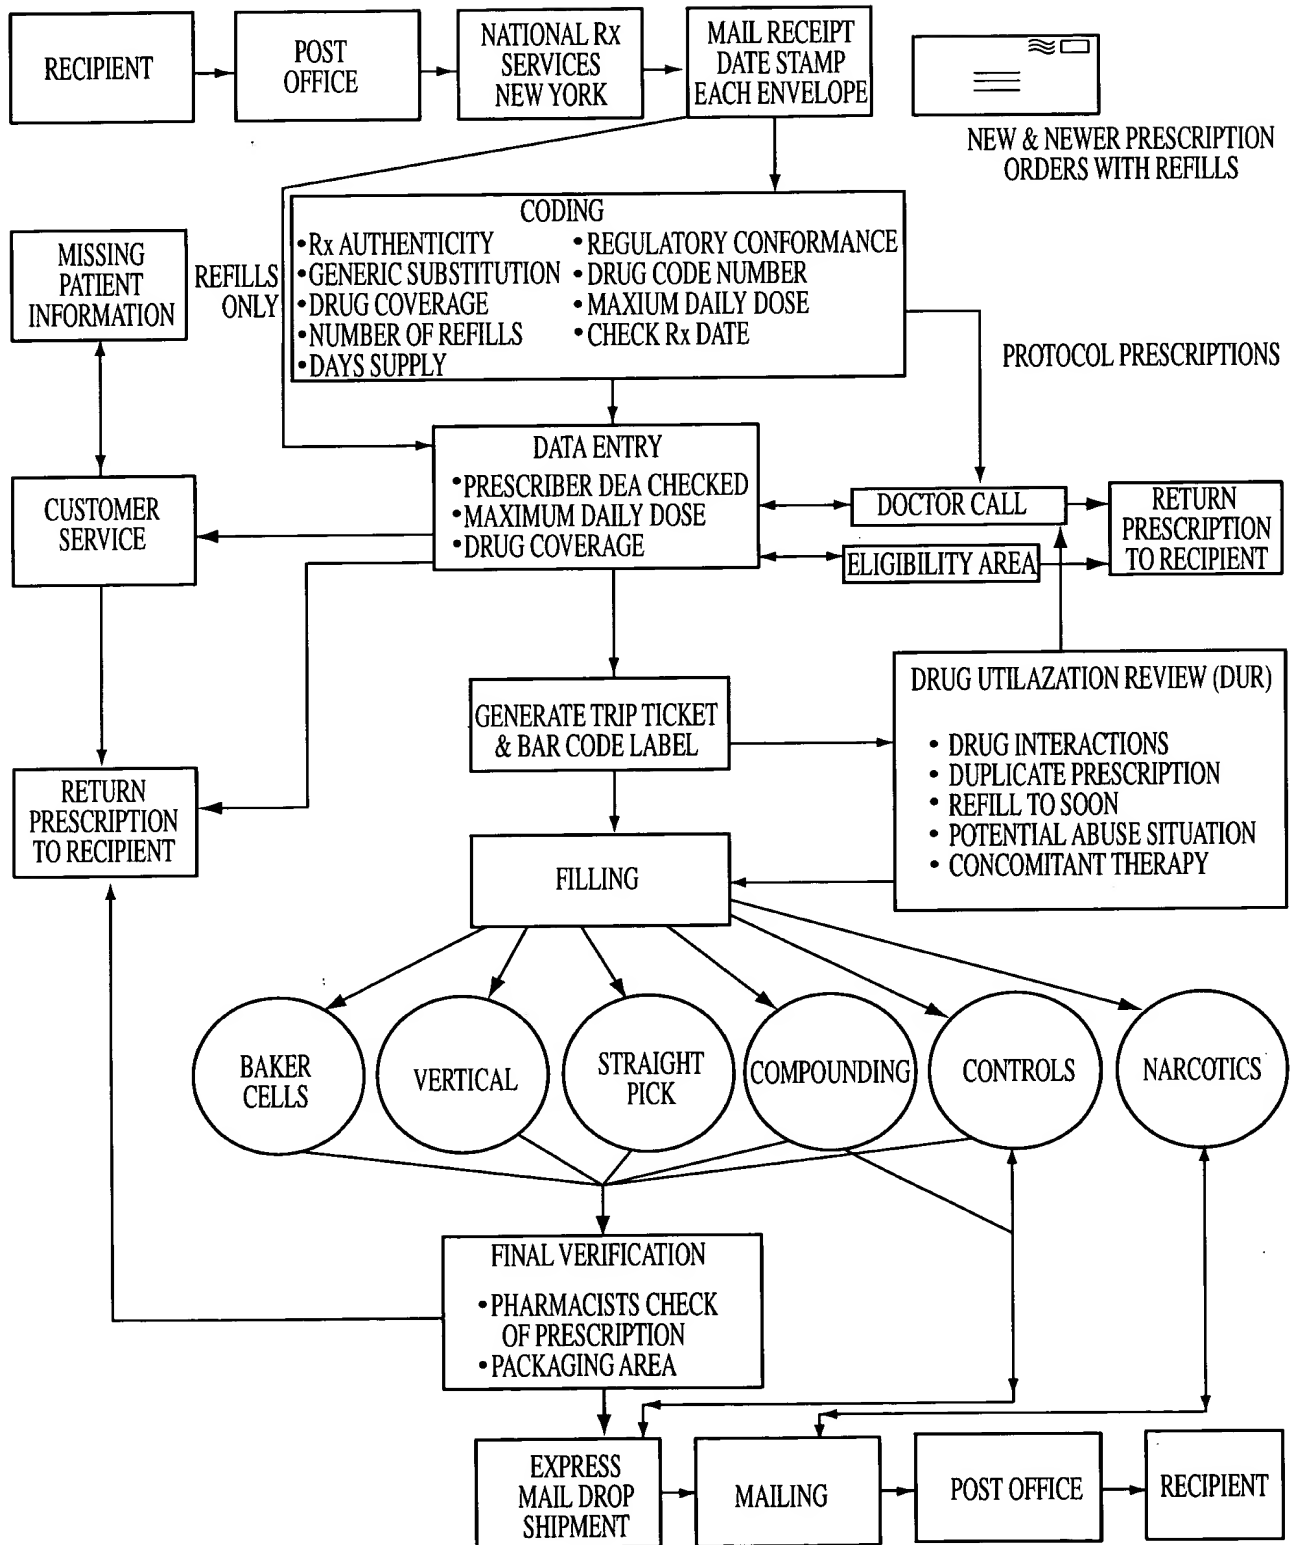 RECIPIENT
POST
OFFICE
NATIONAL Rx
SERVICES
NEW YORK
MAIL RECEIPT
DATE STAMP
EACH ENVELOPE
NEW & NEWER PRESCRIPTION
ORDERS WITH REFILLS
CODING
•Rx AUTHENTICITY
•GENERIC SUBSTITUTION
•DRUG COVERAGE
•NUMBER OF REFILLS
•DAYS SUPPLY
•REGULATORY CONFORMANCE
•DRUG CODE NUMBER
•MAXIUM DAILY DOSE
•CHECK Rx DATE
REFILLS
ONLY
MISSING
PATIENT
INFORMATION
PROTOCOL PRESCRIPTIONS
DATA ENTRY
•PRESCRIBER DEA CHECKED
•MAXIMUM DAILY DOSE
•DRUG COVERAGE
CUSTOMER
SERVICE
DOCTOR CALL
ELIGIBILITY AREA
RETURN
PRESCRIPTION
TO RECIPIENT
GENERATE TRIP TICKET
& BAR CODE LABEL
DRUG UTILAZATION REVIEW (DUR)
• DRUG INTERACTIONS
• DUPLICATE PRESCRIPTION
• REFILL TO SOON
• POTENTIAL ABUSE SITUATION
• CONCOMITANT THERAPY
RETURN
PRESCRIPTION
TO RECIPIENT
FILLING
BAKER
CELLS
VERTICAL
STRAIGHT
PICK
COMPOUNDING
CONTROLS
NARCOTICS
FINAL VERIFICATION
•PHARMACISTS CHECK
OF PRESCRIPTION
•PACKAGING AREA
EXPRESS
MAIL DROP
SHIPMENT
MAILING
POST OFFICE
RECIPIENT